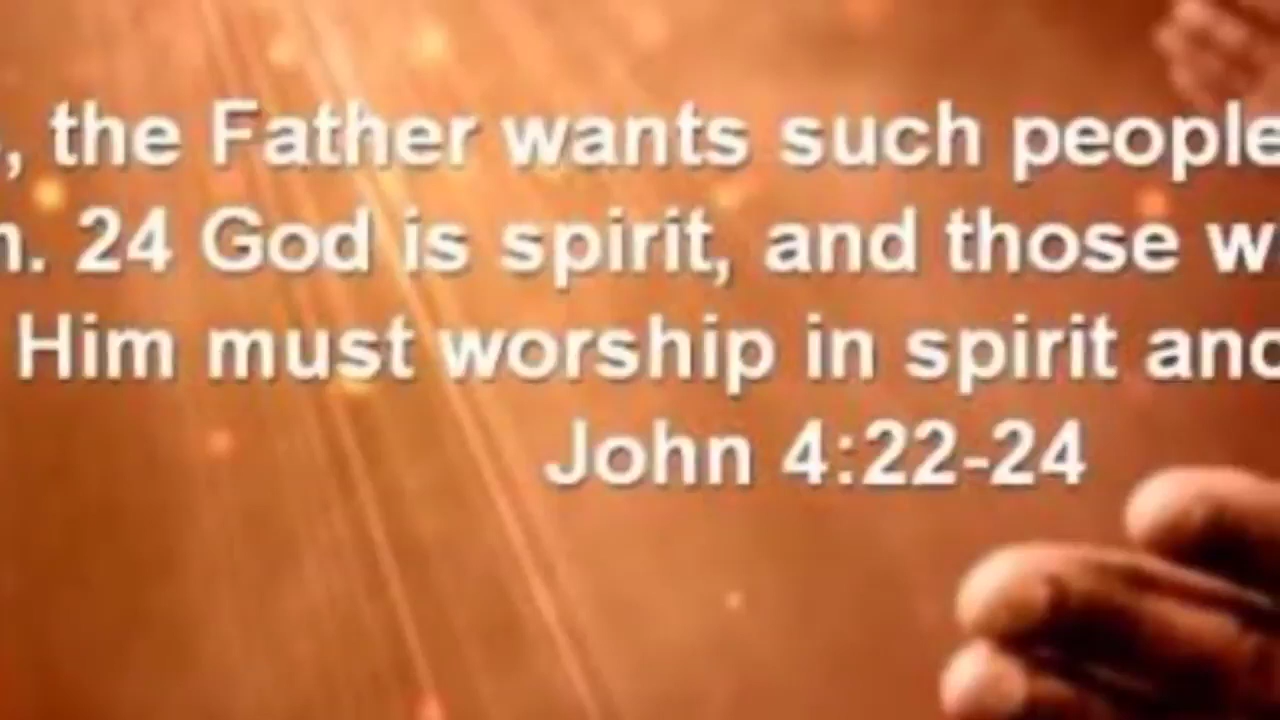 , the Father wants such people
. 24 God is spirit, and those
Him must worship in spirit
John 4:22-24